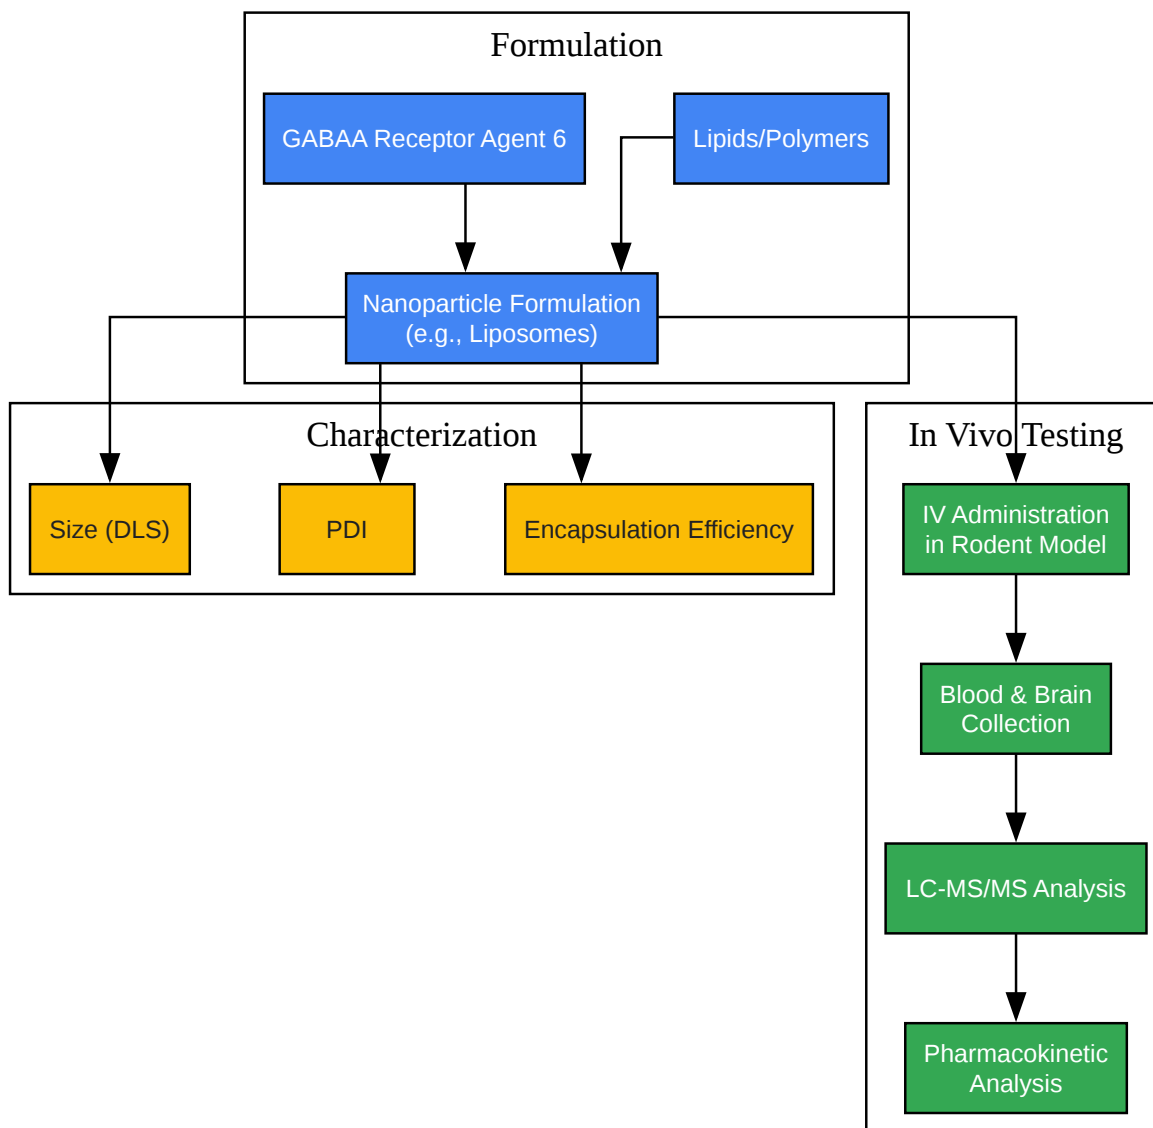 Formulation
GABAA Receptor Agent 6
Lipids/Polymers
Nanoparticle Formulation
(e.g., Liposomes)
Characterization
Size (DLS)
PDI
Encapsulation Efficiency
In Vivo Testing
IV Administration
in Rodent Model
Blood & Brain
Collection
LC-MS/MS Analysis
Pharmacokinetic
Analysis